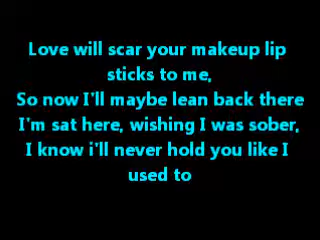 Love will scar your makeup lip
sticks to me,
So now I'll maybe lean back there
I'm sat here, wishing I was sober,
I know i'll never hold you like I
used to